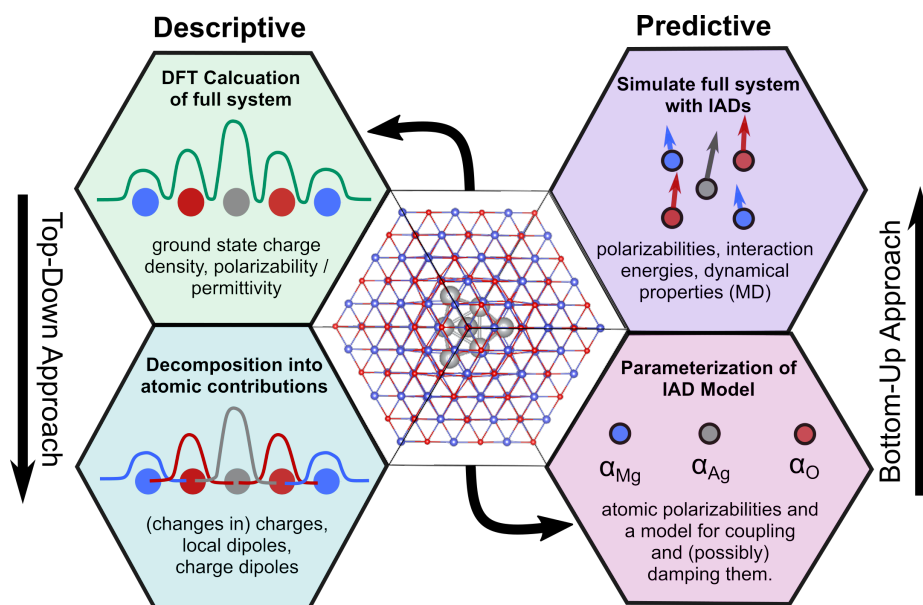 Descriptive
DFT Calcuation
of full system
ground state charge
density, polarizability /
permittivity
Top-Down Approach
Decomposition into
atomic contributions
(changes in) charges,
local dipoles,
charge dipoles
Predictive
Simulate full system
with IADs
polarizabilities, interaction
energies, dynamical
properties (MD)
Bottom-Up Approach
Parameterization of
IAD Model
αMg αAg αO
atomic polarizabilities and
a model for coupling
and (possibly)
damping them.